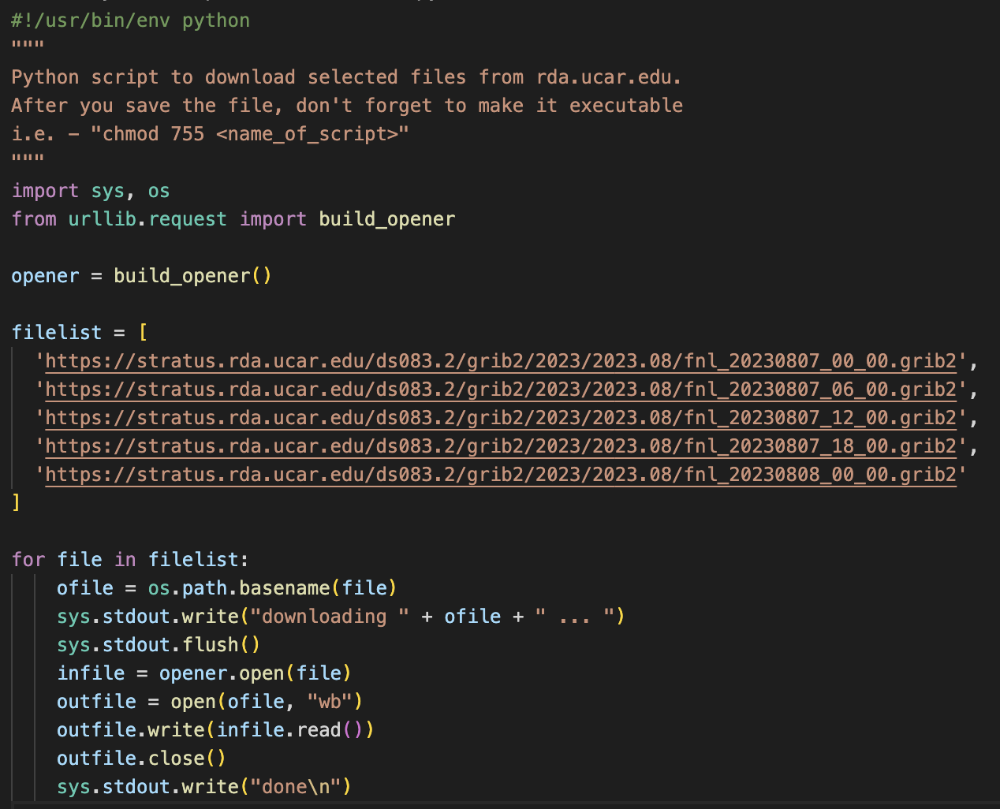 #!/usr/bin/env python
"""
Python script to download selected files from rda.ucar.edu.
After you save the file, don't forget to make it executable
i.e. - "chmod 755 <name_of_script>"
"""
import sys, os
from urllib.request import build_opener

opener = build_opener()

filelist = [
  'https://stratus.rda.ucar.edu/ds083.2/grib2/2023/2023.08/fnl_20230807_00_00.grib2',
  'https://stratus.rda.ucar.edu/ds083.2/grib2/2023/2023.08/fnl_20230807_06_00.grib2',
  'https://stratus.rda.ucar.edu/ds083.2/grib2/2023/2023.08/fnl_20230807_12_00.grib2',
  'https://stratus.rda.ucar.edu/ds083.2/grib2/2023/2023.08/fnl_20230807_18_00.grib2',
  'https://stratus.rda.ucar.edu/ds083.2/grib2/2023/2023.08/fnl_20230808_00_00.grib2'
]

for file in filelist:
    ofile = os.path.basename(file)
    sys.stdout.write("downloading " + ofile + " ... ")
    sys.stdout.flush()
    infile = opener.open(file)
    outfile = open(ofile, "wb")
    outfile.write(infile.read())
    outfile.close()
    sys.stdout.write("done\n")